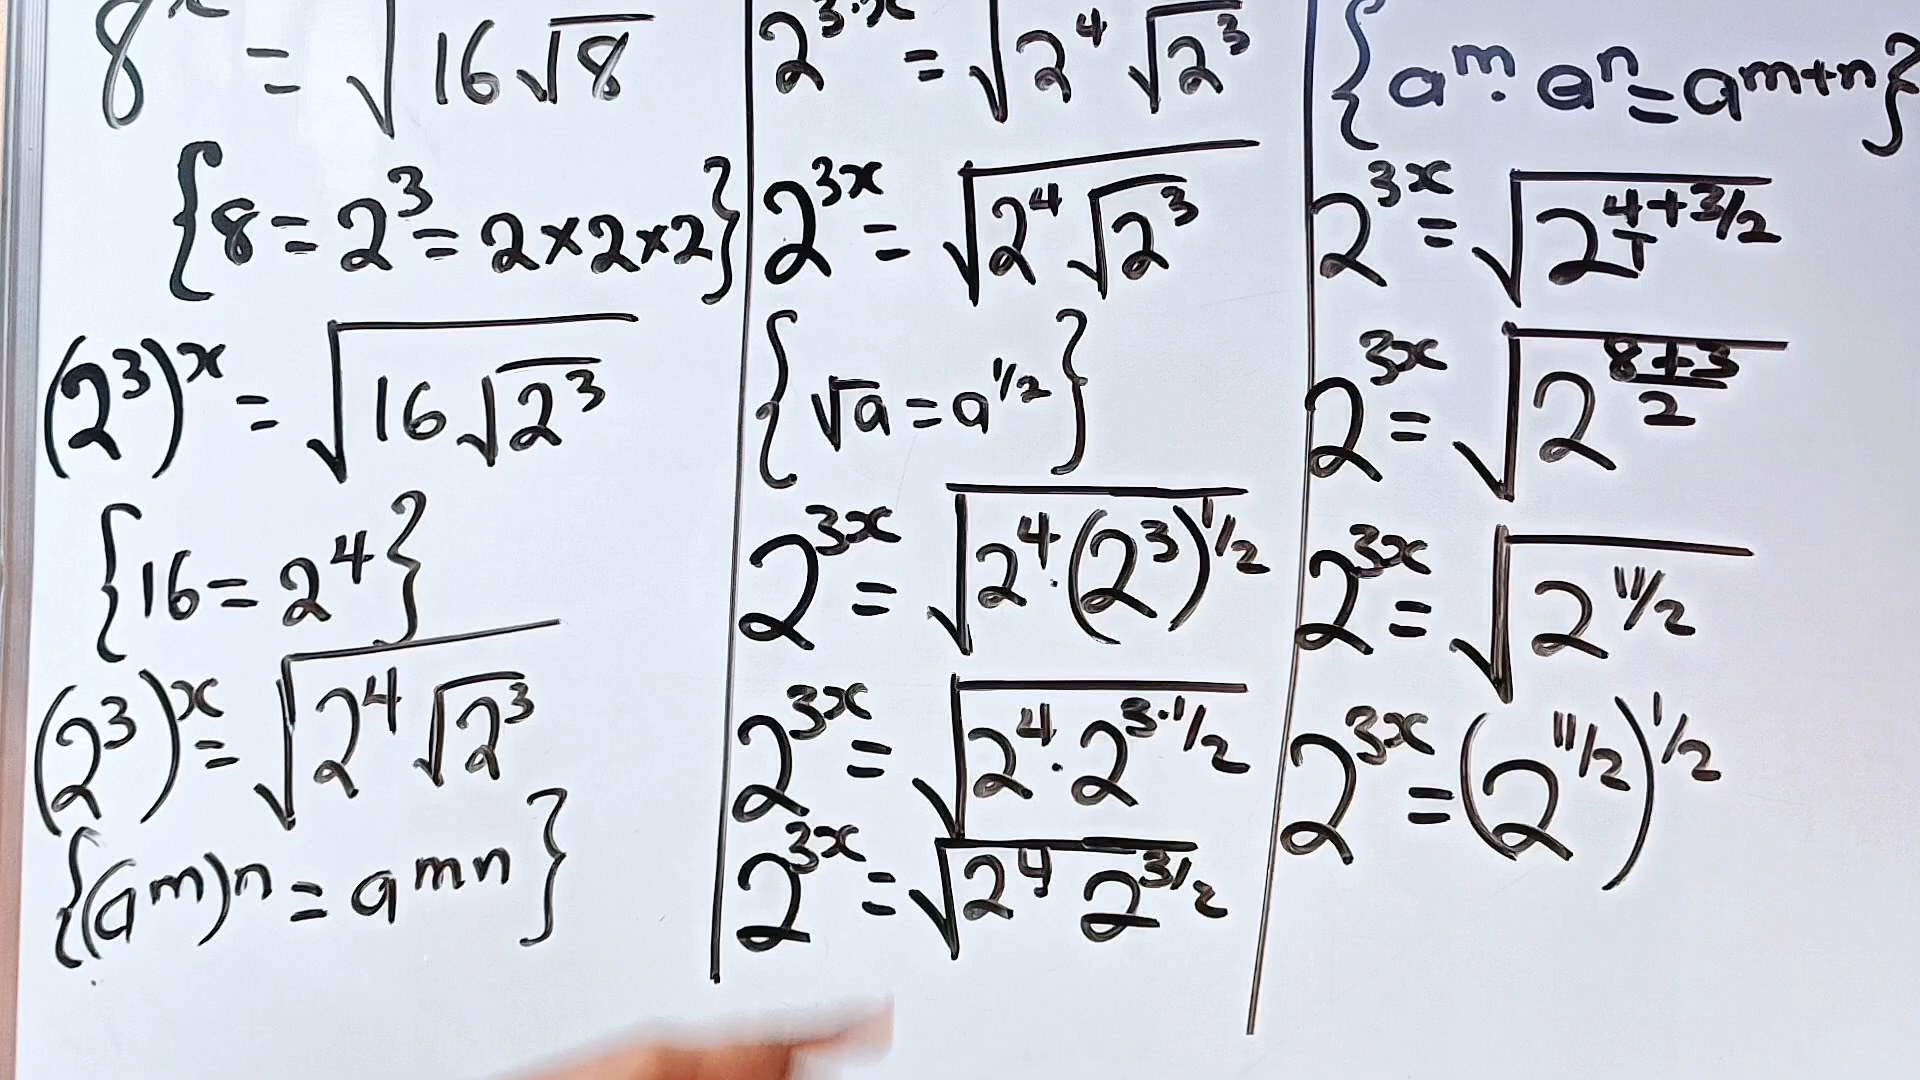 8^x = √(16√8)
{8 = 2^3 = 2×2×2}
(2^3)^x = √(16√(2^3))
{16 = 2^4}
(2^3)^x = √(2^4√(2^3))
{(a^m)^n = a^mn}
2^3·x = √(2^4√(2^3))
2^3x = √(2^4√(2^3))
{√a = a^1/2}
2^3x = √(2^4·(2^3)^1/2)
2^3x = √(2^4·2^3·1/2)
2^3x = √(2^4 2^3/2)
{a^m · a^n = a^m+n}
2^3x = √(2^(4/1+3/2))
2^3x = √(2^((8+3)/2))
2^3x = √(2^11/2)
2^3x = (2^11/2)^1/2